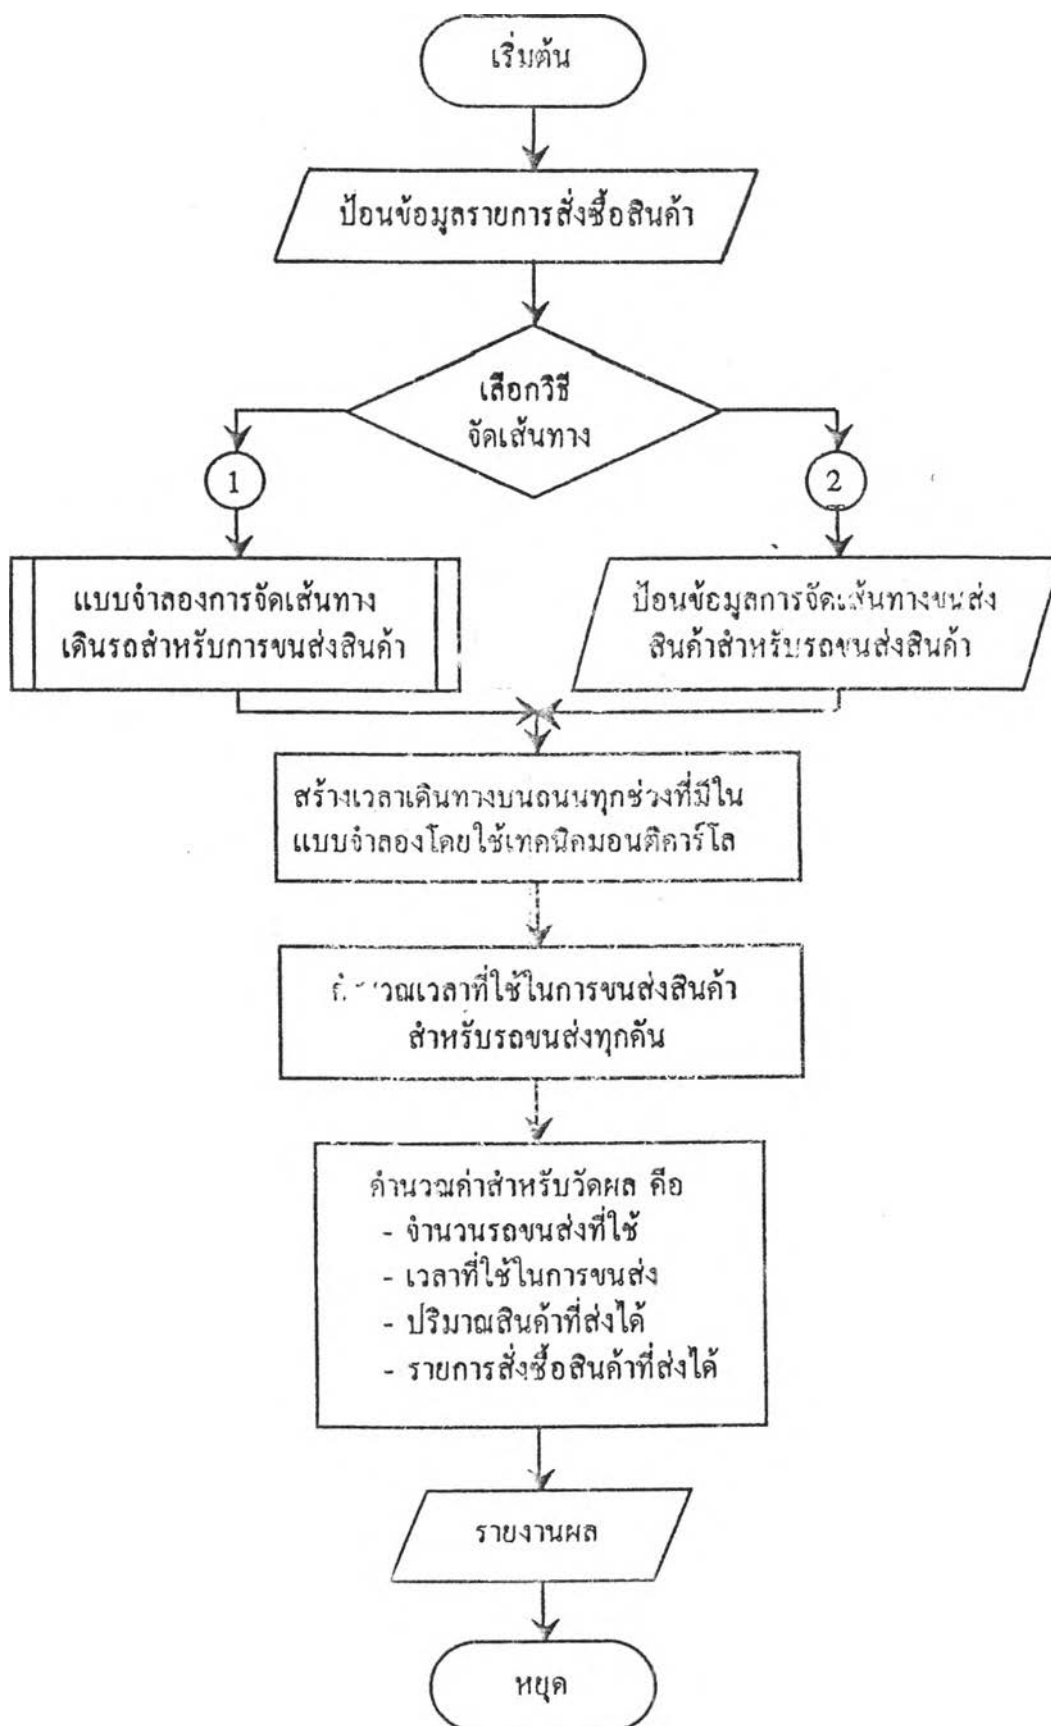 เริ่มต้น
ป้อนข้อมูลรายการสั่งซื้อสินค้า
เลือกวิธี
จัดเส้นทาง
1
2
แบบจำลองการจัดเส้นทาง
เดินรถสำหรับการขนส่งสินค้า
ป้อนข้อมูลการจัดเส้นทางขนส่ง
สินค้าสำหรับรถขนส่งสินค้า
สร้างเวลาเดินทางบนถนนทุกช่วงที่มีใน
แบบจำลองโดยใช้เทคนิคมอนติคาร์โล
คำนวณเวลาที่ใช้ในการขนส่งสินค้า
สำหรับรถขนส่งทุกคัน
คำนวณค่าสำหรับวัดผล คือ
- จำนวนรถขนส่งที่ใช้
- เวลาที่ใช้ในการขนส่ง
- ปริมาณสินค้าที่ส่งได้
- รายการสั่งซื้อสินค้าที่ส่งได้
รายงานผล
หยุด